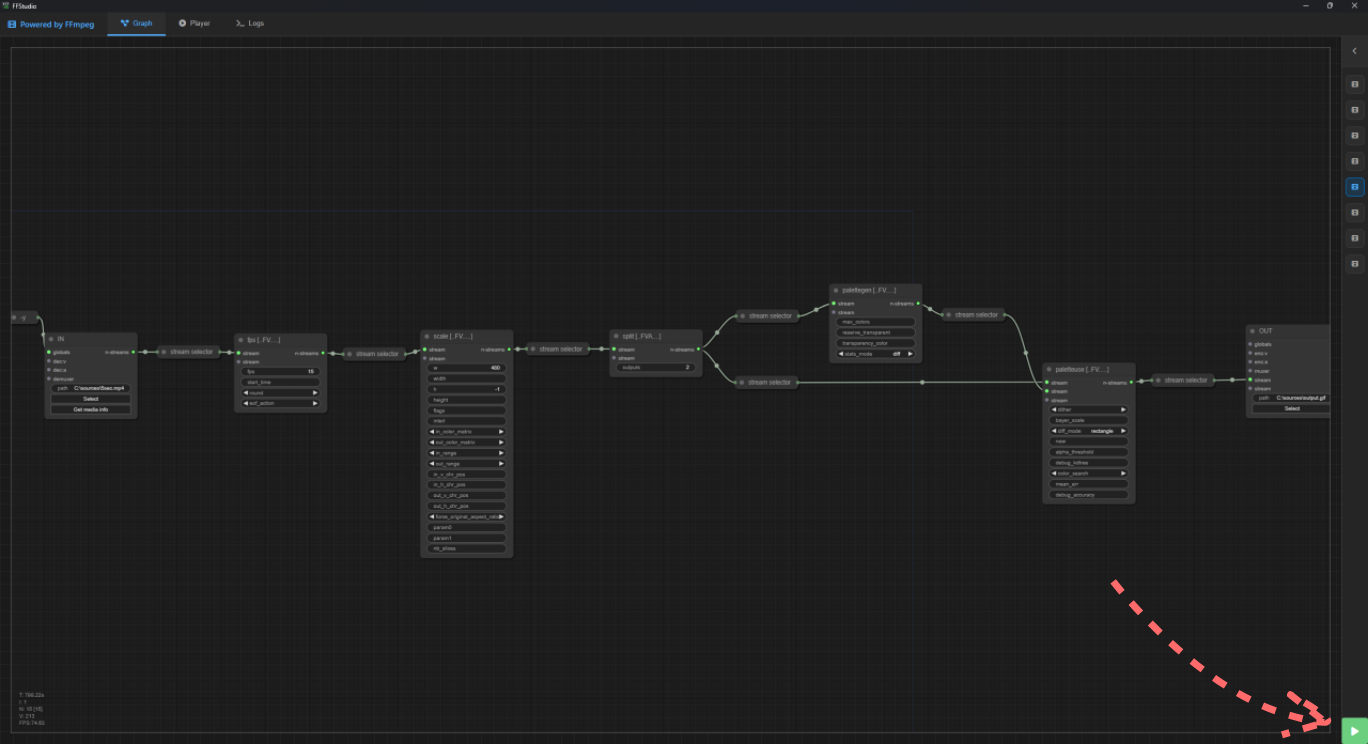 FFStudio
Powered by FFmpeg
Graph
Player
Logs
-y
IN
globals
n-streams
dec:v
dec:a
demuxer
path C:\sources\5sec.mp4
Select
Get media info
stream selector
fps [..FV.....]
stream
n-streams
stream
fps 15
start_time
round
eof_action
stream selector
scale [..FV.....]
stream
n-streams
stream
w 480
width
h -1
height
flags
interl
in_color_matrix
out_color_matrix
in_range
out_range
in_v_chr_pos
in_h_chr_pos
out_v_chr_pos
out_h_chr_pos
force_original_aspect_ratio
param0
param1
nb_slices
stream selector
split [..FVA....]
stream
n-streams
stream
outputs 2
stream selector
stream selector
palettegen [..FV.....]
stream
n-streams
stream
max_colors
reserve_transparent
transparency_color
stats_mode diff
stream selector
paletteuse [..FV.....]
stream
n-streams
stream
stream
dither
bayer_scale
diff_mode rectangle
new
alpha_threshold
debug_kdtree
color_search
mean_err
debug_accuracy
stream selector
OUT
globals
enc:v
enc:a
muxer
stream
stream
path C:\sources\output.gif
Select
T: 766.22s
I: ?
N: 15 [15]
V: 213